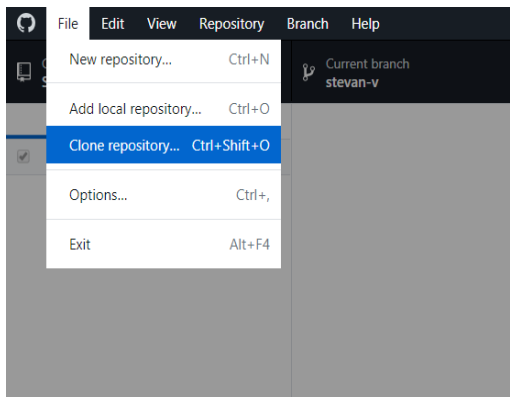 File Edit View Repository Branch Help
New repository... Ctrl+N
Current branch
stevan-v
Add local repository... Ctrl+O
Clone repository... Ctrl+Shift+O
Options... Ctrl+,
Exit Alt+F4